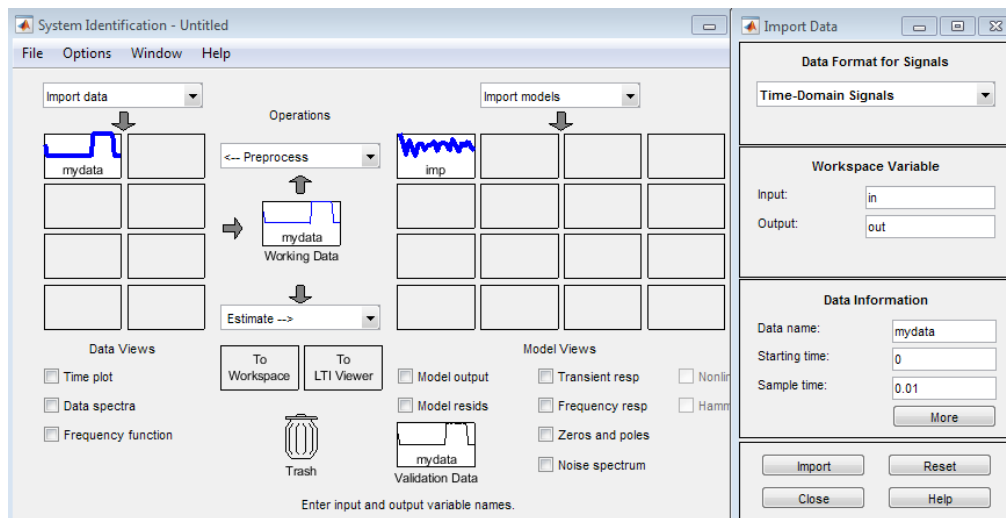 System Identification - Untitled
File Options Window Help
Import data
Import models
Operations
mydata
<-- Preprocess
imp
mydata
Working Data
Estimate -->
Data Views
To Workspace
To LTI Viewer
Model Views
Time plot
Model output
Transient resp
Nonlin
Data spectra
Model resids
Frequency resp
Hamm
Frequency function
Zeros and poles
Trash
mydata
Validation Data
Noise spectrum
Enter input and output variable names.
Import Data
Data Format for Signals
Time-Domain Signals
Workspace Variable
Input: in
Output: out
Data Information
Data name: mydata
Starting time: 0
Sample time: 0.01
More
Import Reset
Close Help